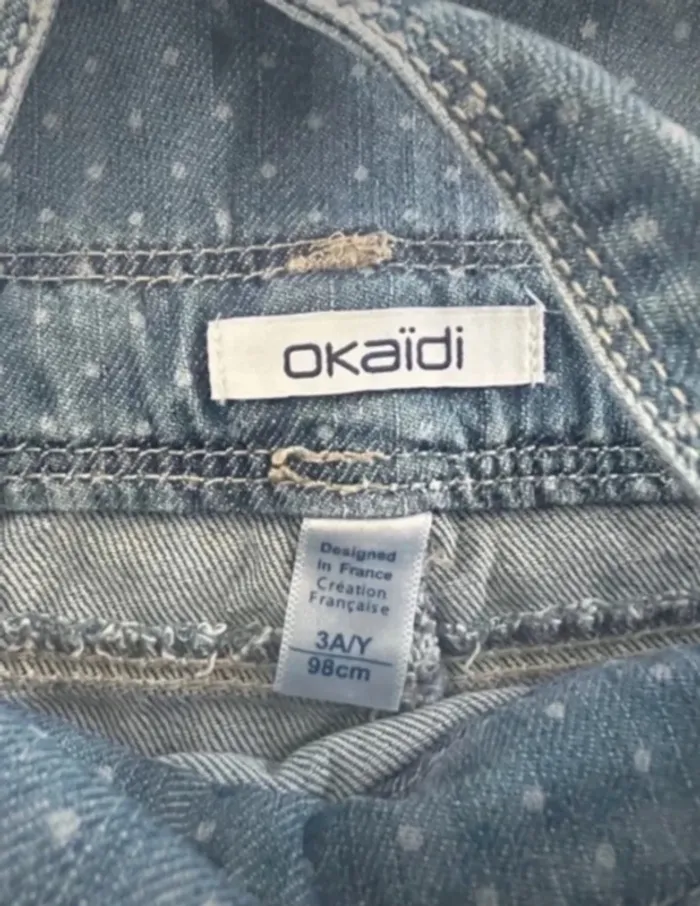 oKaïdi
Designed
in France
Création
Française
3A/Y
98cm